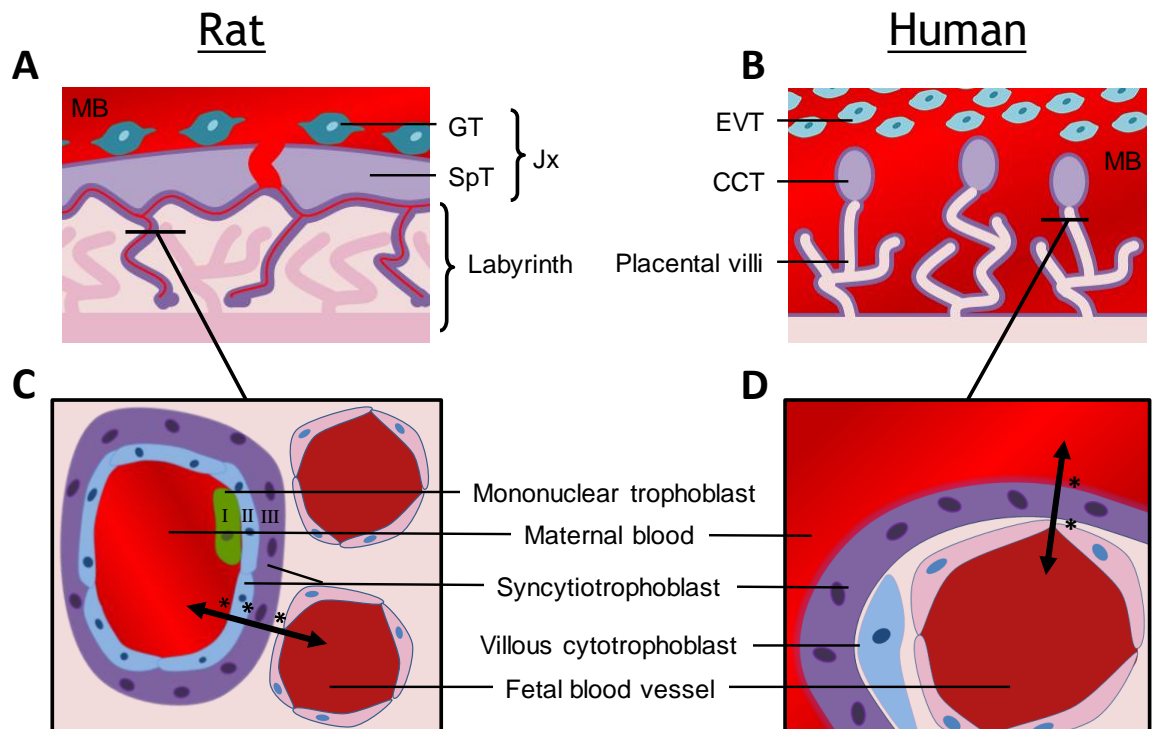 Rat
Human
A
B
MB
GT
SpT
Jx
Labyrinth
EVT
CCT
Placental villi
MB
C
D
I II III
* * *
*
*
Mononuclear trophoblast
Maternal blood
Syncytiotrophoblast
Villous cytotrophoblast
Fetal blood vessel